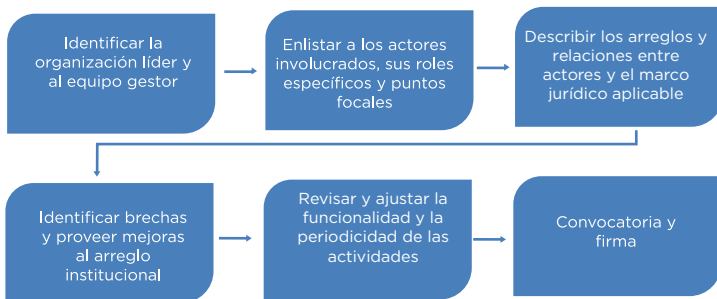 Identificar la
organización líder y
al equipo gestor
Enlistar a los actores
involucrados, sus roles
específicos y puntos
focales
Describir los arreglos y
relaciones entre
actores y el marco
jurídico aplicable
Identificar brechas
y proveer mejoras
al arreglo
institucional
Revisar y ajustar la
funcionalidad y la
periodicidad de las
actividades
Convocatoria y
firma